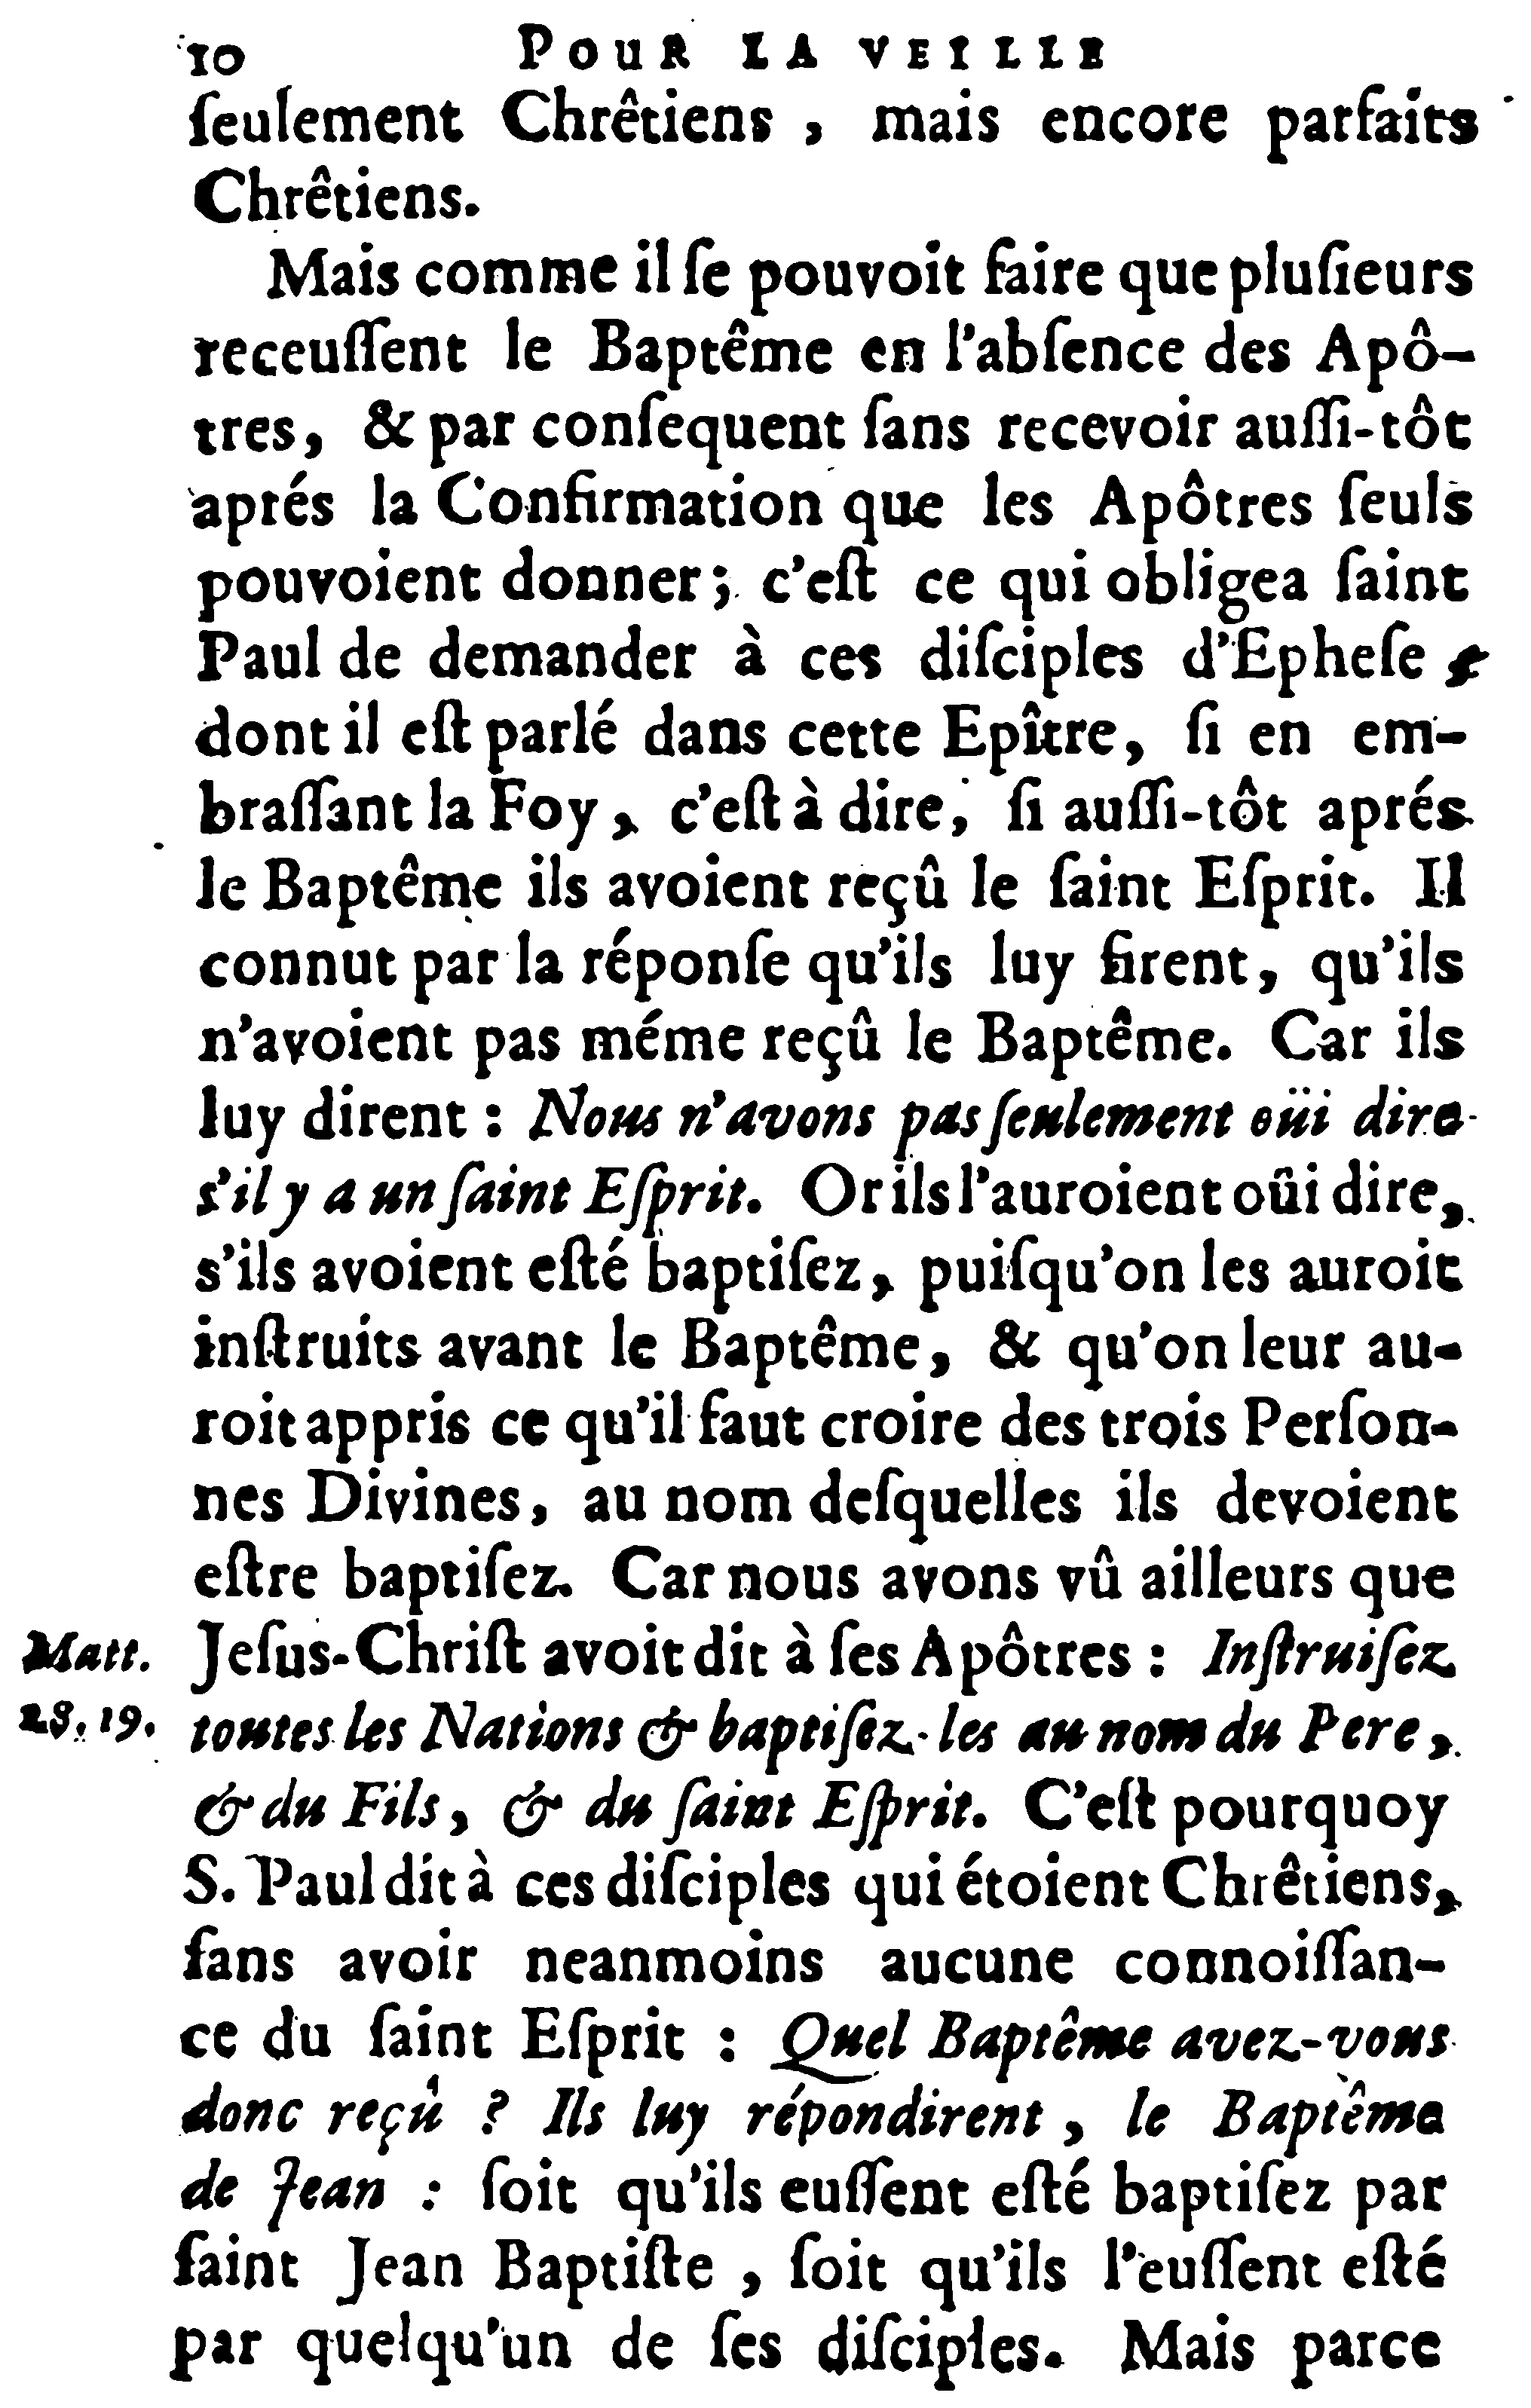 10 POUR LA VEILLE
ſeulement Chrêtiens, mais encore parfaits
Chrêtiens.
Mais comme il ſe pouvoit faire que pluſieurs
receuſſent le Baptême en l'abſence des Apô-
tres, & par conſequent ſans recevoir auſſi-tôt
aprés la Confirmation que les Apôtres ſeuls
pouvoient donner; c'eſt ce qui obligea ſaint
Paul de demander à ces diſciples d'Epheſe,
dont il eſt parlé dans cette Epître, ſi en em-
braſſant la Foy, c'eſt à dire, ſi auſſi-tôt aprés
le Baptême ils avoient reçû le ſaint Eſprit. Il
connut par la réponſe qu'ils luy firent, qu'ils
n'avoient pas méme reçû le Baptême. Car ils
luy dirent : Nous n'avons pas ſeulement oüi dire
s'il y a un ſaint Eſprit. Or ils l'auroient oûi dire,
s'ils avoient eſté baptiſez, puiſqu'on les auroit
inſtruits avant le Baptême, & qu'on leur au-
roit appris ce qu'il faut croire des trois Perſon-
nes Divines, au nom deſquelles ils devoient
eſtre baptiſez. Car nous avons vû ailleurs que
Matt. Jeſus-Chriſt avoit dit à ſes Apôtres : Inſtruiſez
28. 19. toutes les Nations & baptiſez-les au nom du Pere,
& du Fils, & du ſaint Eſprit. C'eſt pourquoy
S. Paul dit à ces diſciples qui étoient Chrêtiens,
ſans avoir neanmoins aucune connoiſſan-
ce du ſaint Eſprit : Quel Baptême avez-vous
donc reçû ? Ils luy répondirent, le Baptême
de Jean : ſoit qu'ils euſſent eſté baptiſez par
ſaint Jean Baptiſte, ſoit qu'ils l'euſſent eſté
par quelqu'un de ſes diſciples. Mais parce